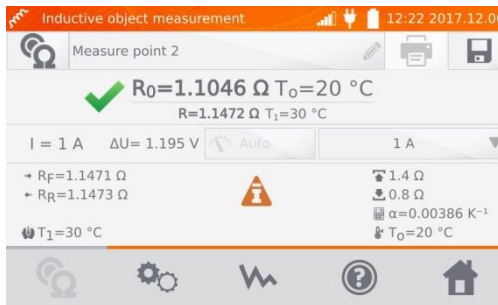 Inductive object measurement 12:22 2017.12.0
Measure point 2
R0=1.1046 Ω To=20 °C
R=1.1472 Ω T1=30 °C
I = 1 A ΔU= 1.195 V Auto 1 A
RF=1.1471 Ω 1.4 Ω
RR=1.1473 Ω 0.8 Ω
α=0.00386 K⁻¹
T1=30 °C To=20 °C